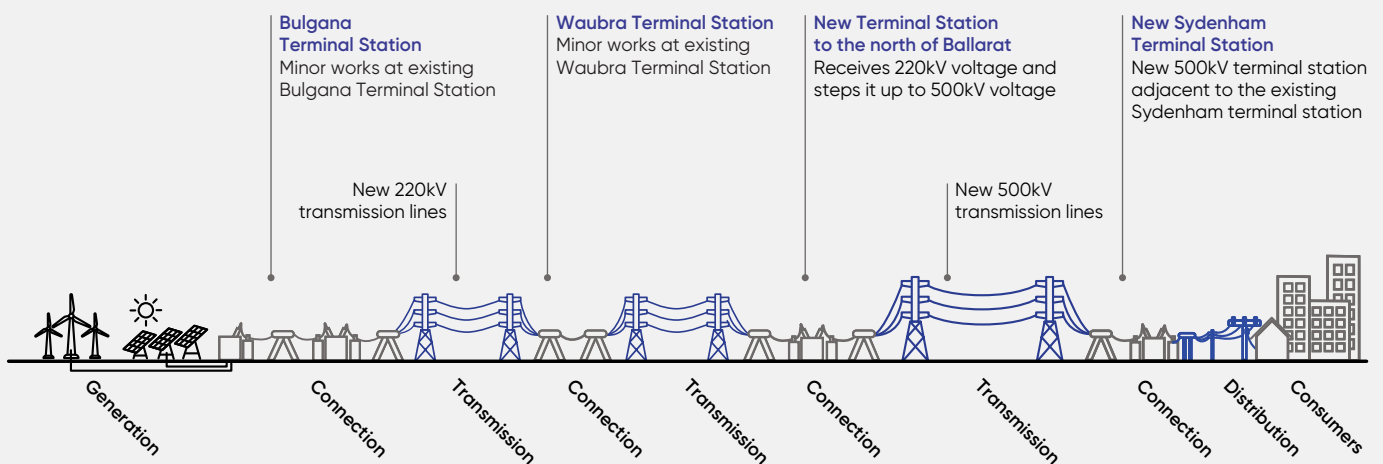 Bulgana
Terminal Station
Minor works at existing
Bulgana Terminal Station
Waubra Terminal Station
Minor works at existing
Waubra Terminal Station
New Terminal Station
to the north of Ballarat
Receives 220kV voltage and
steps it up to 500kV voltage
New Sydenham
Terminal Station
New 500kV terminal station
adjacent to the existing
Sydenham terminal station
New 220kV
transmission lines
New 500kV
transmission lines
Generation
Connection
Transmission
Connection
Transmission
Connection
Transmission
Connection
Distribution
Consumers